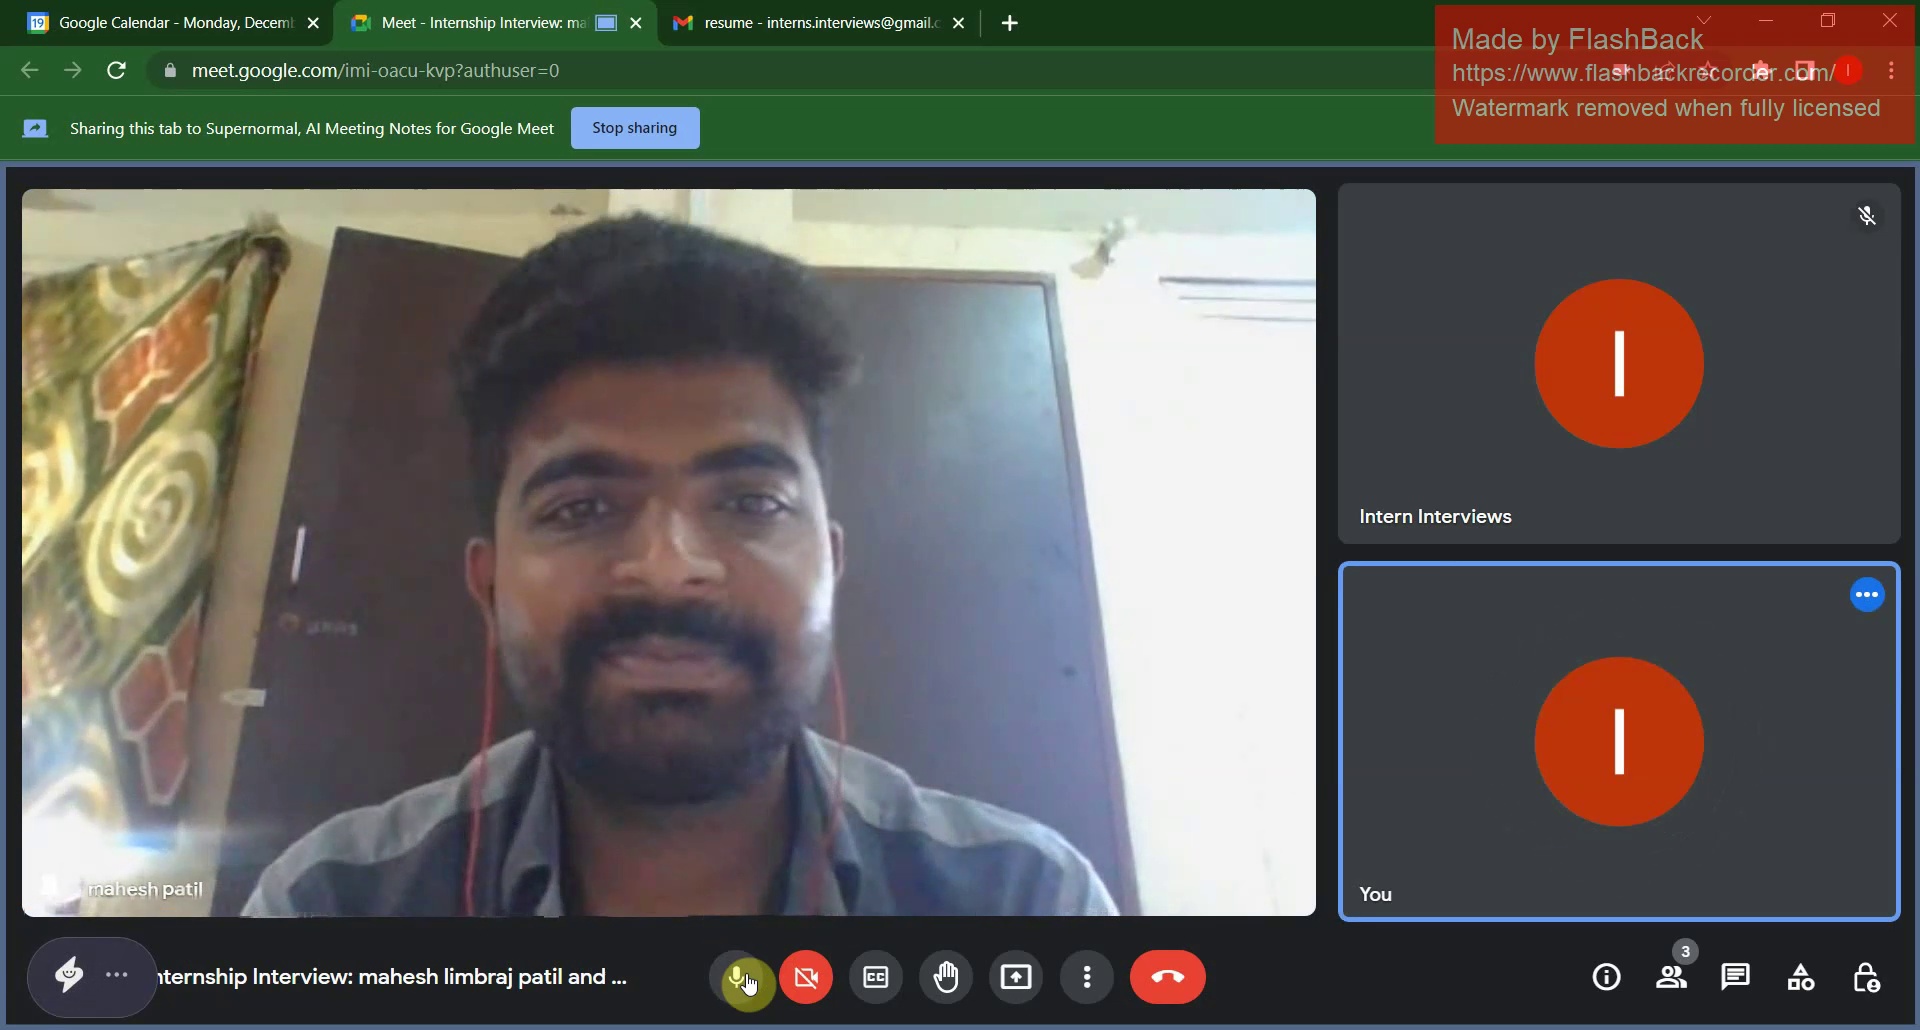 Google Calendar - Monday, Decem
Meet - Internship Interview: ma
resume - interns.interviews@gmail.c
Made by FlashBack
https://www.flashbackrecorder.com/
Watermark removed when fully licensed
meet.google.com/imi-oacu-kvp?authuser=0
Sharing this tab to Supernormal, AI Meeting Notes for Google Meet
Stop sharing
I
Intern Interviews
I
You
mahesh patil
nternship Interview: mahesh limbraj patil and ...
CC
3